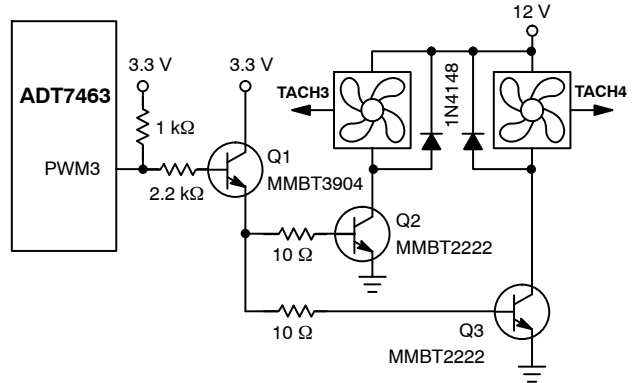 12 V
3.3 V
3.3 V
ADT7463
TACH3
1N4148
TACH4
1 kΩ
PWM3
Q1
2.2 kΩ
MMBT3904
Q2
10 Ω
MMBT2222
10 Ω
Q3
MMBT2222